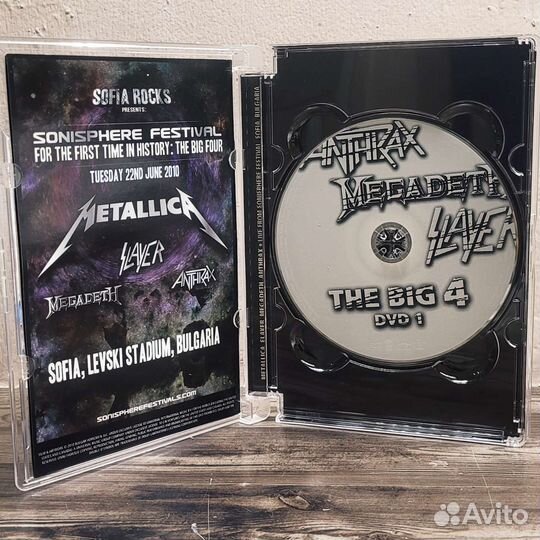 SOFIA ROCKS
PRESENTS:
SONISPHERE FESTIVAL
FOR THE FIRST TIME IN HISTORY: THE BIG FOUR
TUESDAY 22ND JUNE 2010
METALLICA
SLAYER
MEGADETH
ANTHRAX
SOFIA, LEVSKI STADIUM, BULGARIA
SONISPHEREFESTIVALS.COM
METALLICA SLAYER MEGADETH ANTHRAX • LIVE FROM SONISPHERE FESTIVAL, SOFIA, BULGARIA
ANTHRAX
MEGADETH
SLAYER
THE BIG 4
DVD 1
Avito